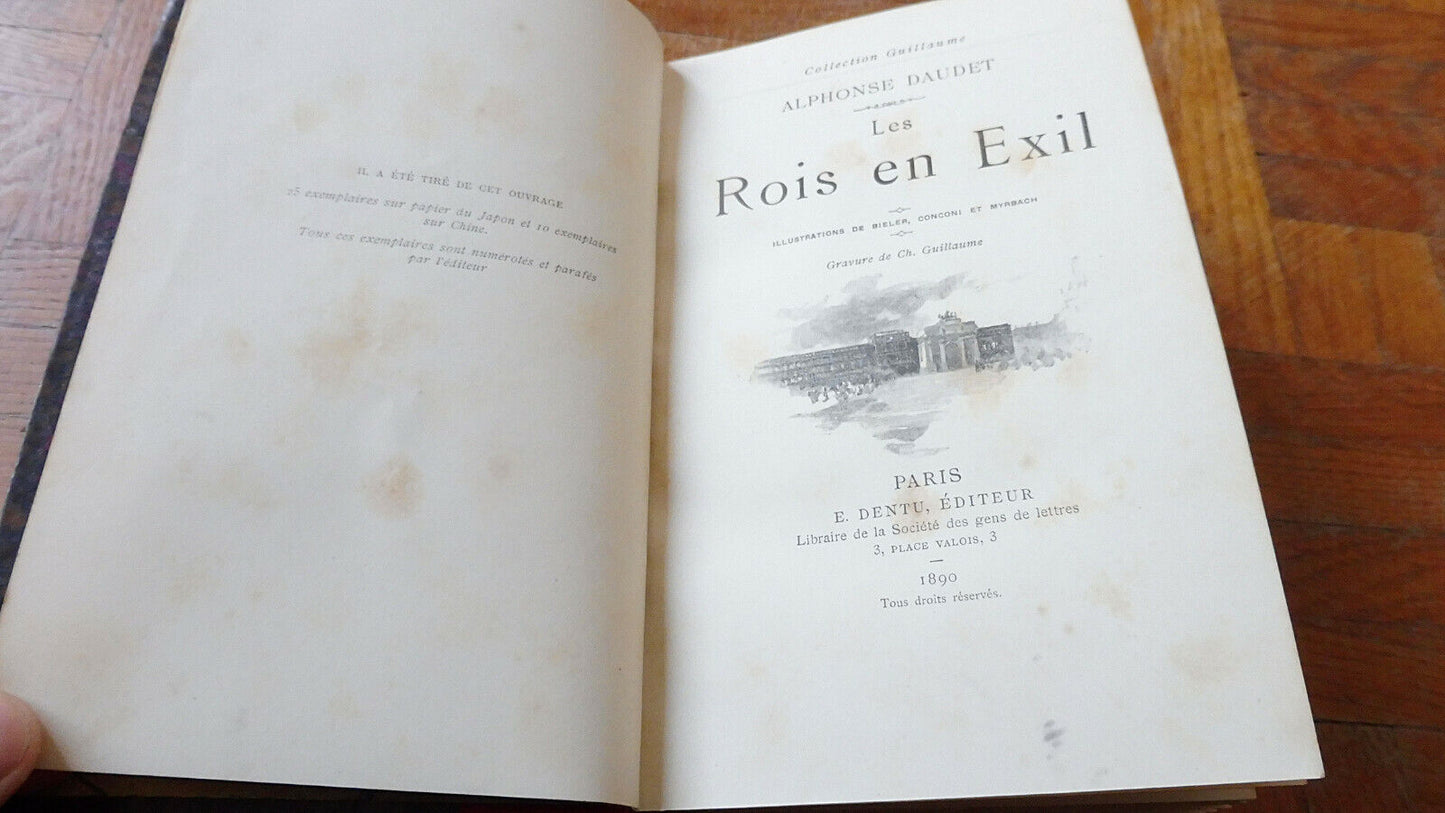 IL A ÉTÉ TIRÉ DE CET OUVRAGE
25 exemplaires sur papier du Japon et 10 exemplaires
sur Chine.
Tous ces exemplaires sont numérotés et parafés
par l'éditeur
Collection Guillaume
ALPHONSE DAUDET
Les
Rois en Exil
ILLUSTRATIONS DE BIELER, CONCONI ET MYRBACH
Gravure de Ch. Guillaume
PARIS
E. DENTU, ÉDITEUR
Libraire de la Société des gens de lettres
3, PLACE VALOIS, 3
1890
Tous droits réservés.